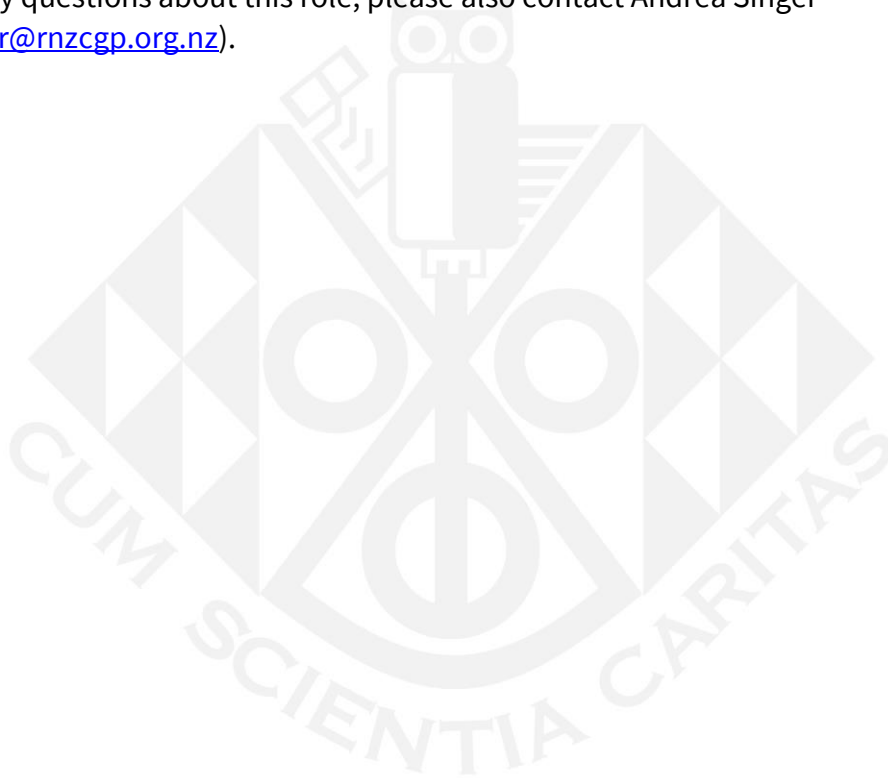 y questions about this role, please also contact Andrea Singer
r@rnzcgp.org.nz).
CUM SCIENTIA CARITAS